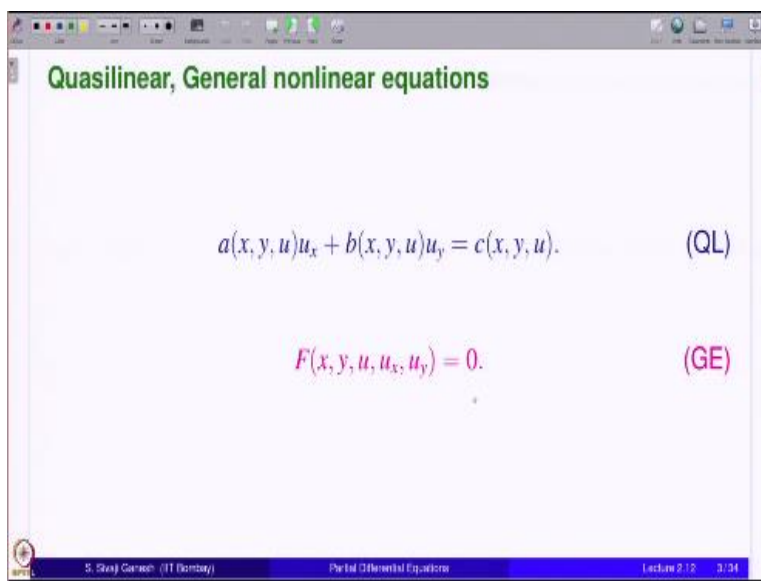 Quasilinear, General nonlinear equations
a(x, y, u)u_x + b(x, y, u)u_y = c(x, y, u). (QL)
F(x, y, u, u_x, u_y) = 0. (GE)
S. Sivaji Ganesh (IIT Bombay) Partial Differential Equations Lecture 2.12 3/34